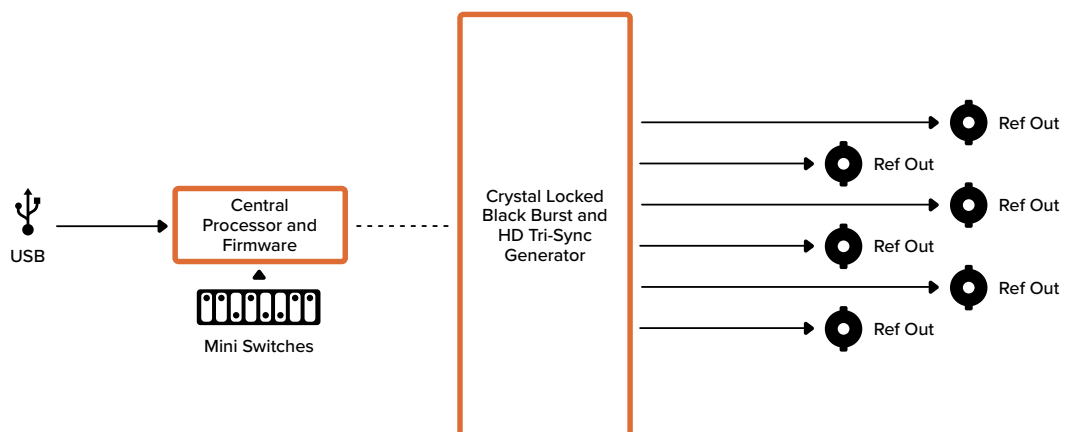 USB
Central
Processor and
Firmware
Mini Switches
Crystal Locked
Black Burst and
HD Tri-Sync
Generator
Ref Out
Ref Out
Ref Out
Ref Out
Ref Out
Ref Out